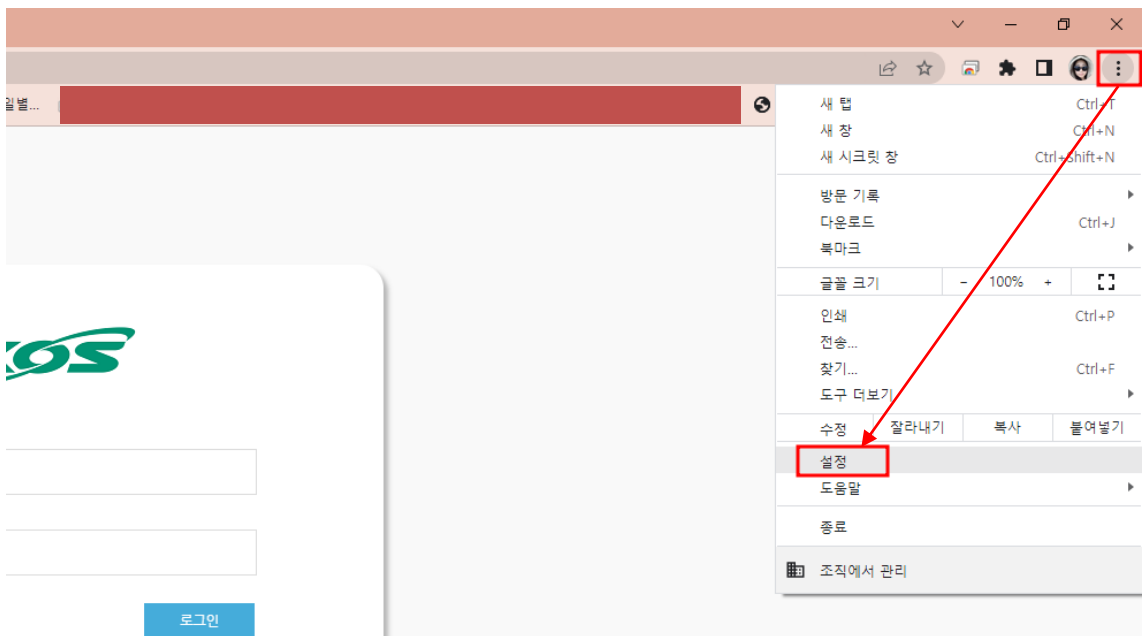 일별...
새 탭 Ctrl+T
새 창 Ctrl+N
새 시크릿 창 Ctrl+Shift+N
방문 기록
다운로드 Ctrl+J
북마크
글꼴 크기 - 100% +
인쇄 Ctrl+P
전송...
찾기... Ctrl+F
도구 더보기
수정 잘라내기 복사 붙여넣기
설정
도움말
종료
조직에서 관리
OS
로그인